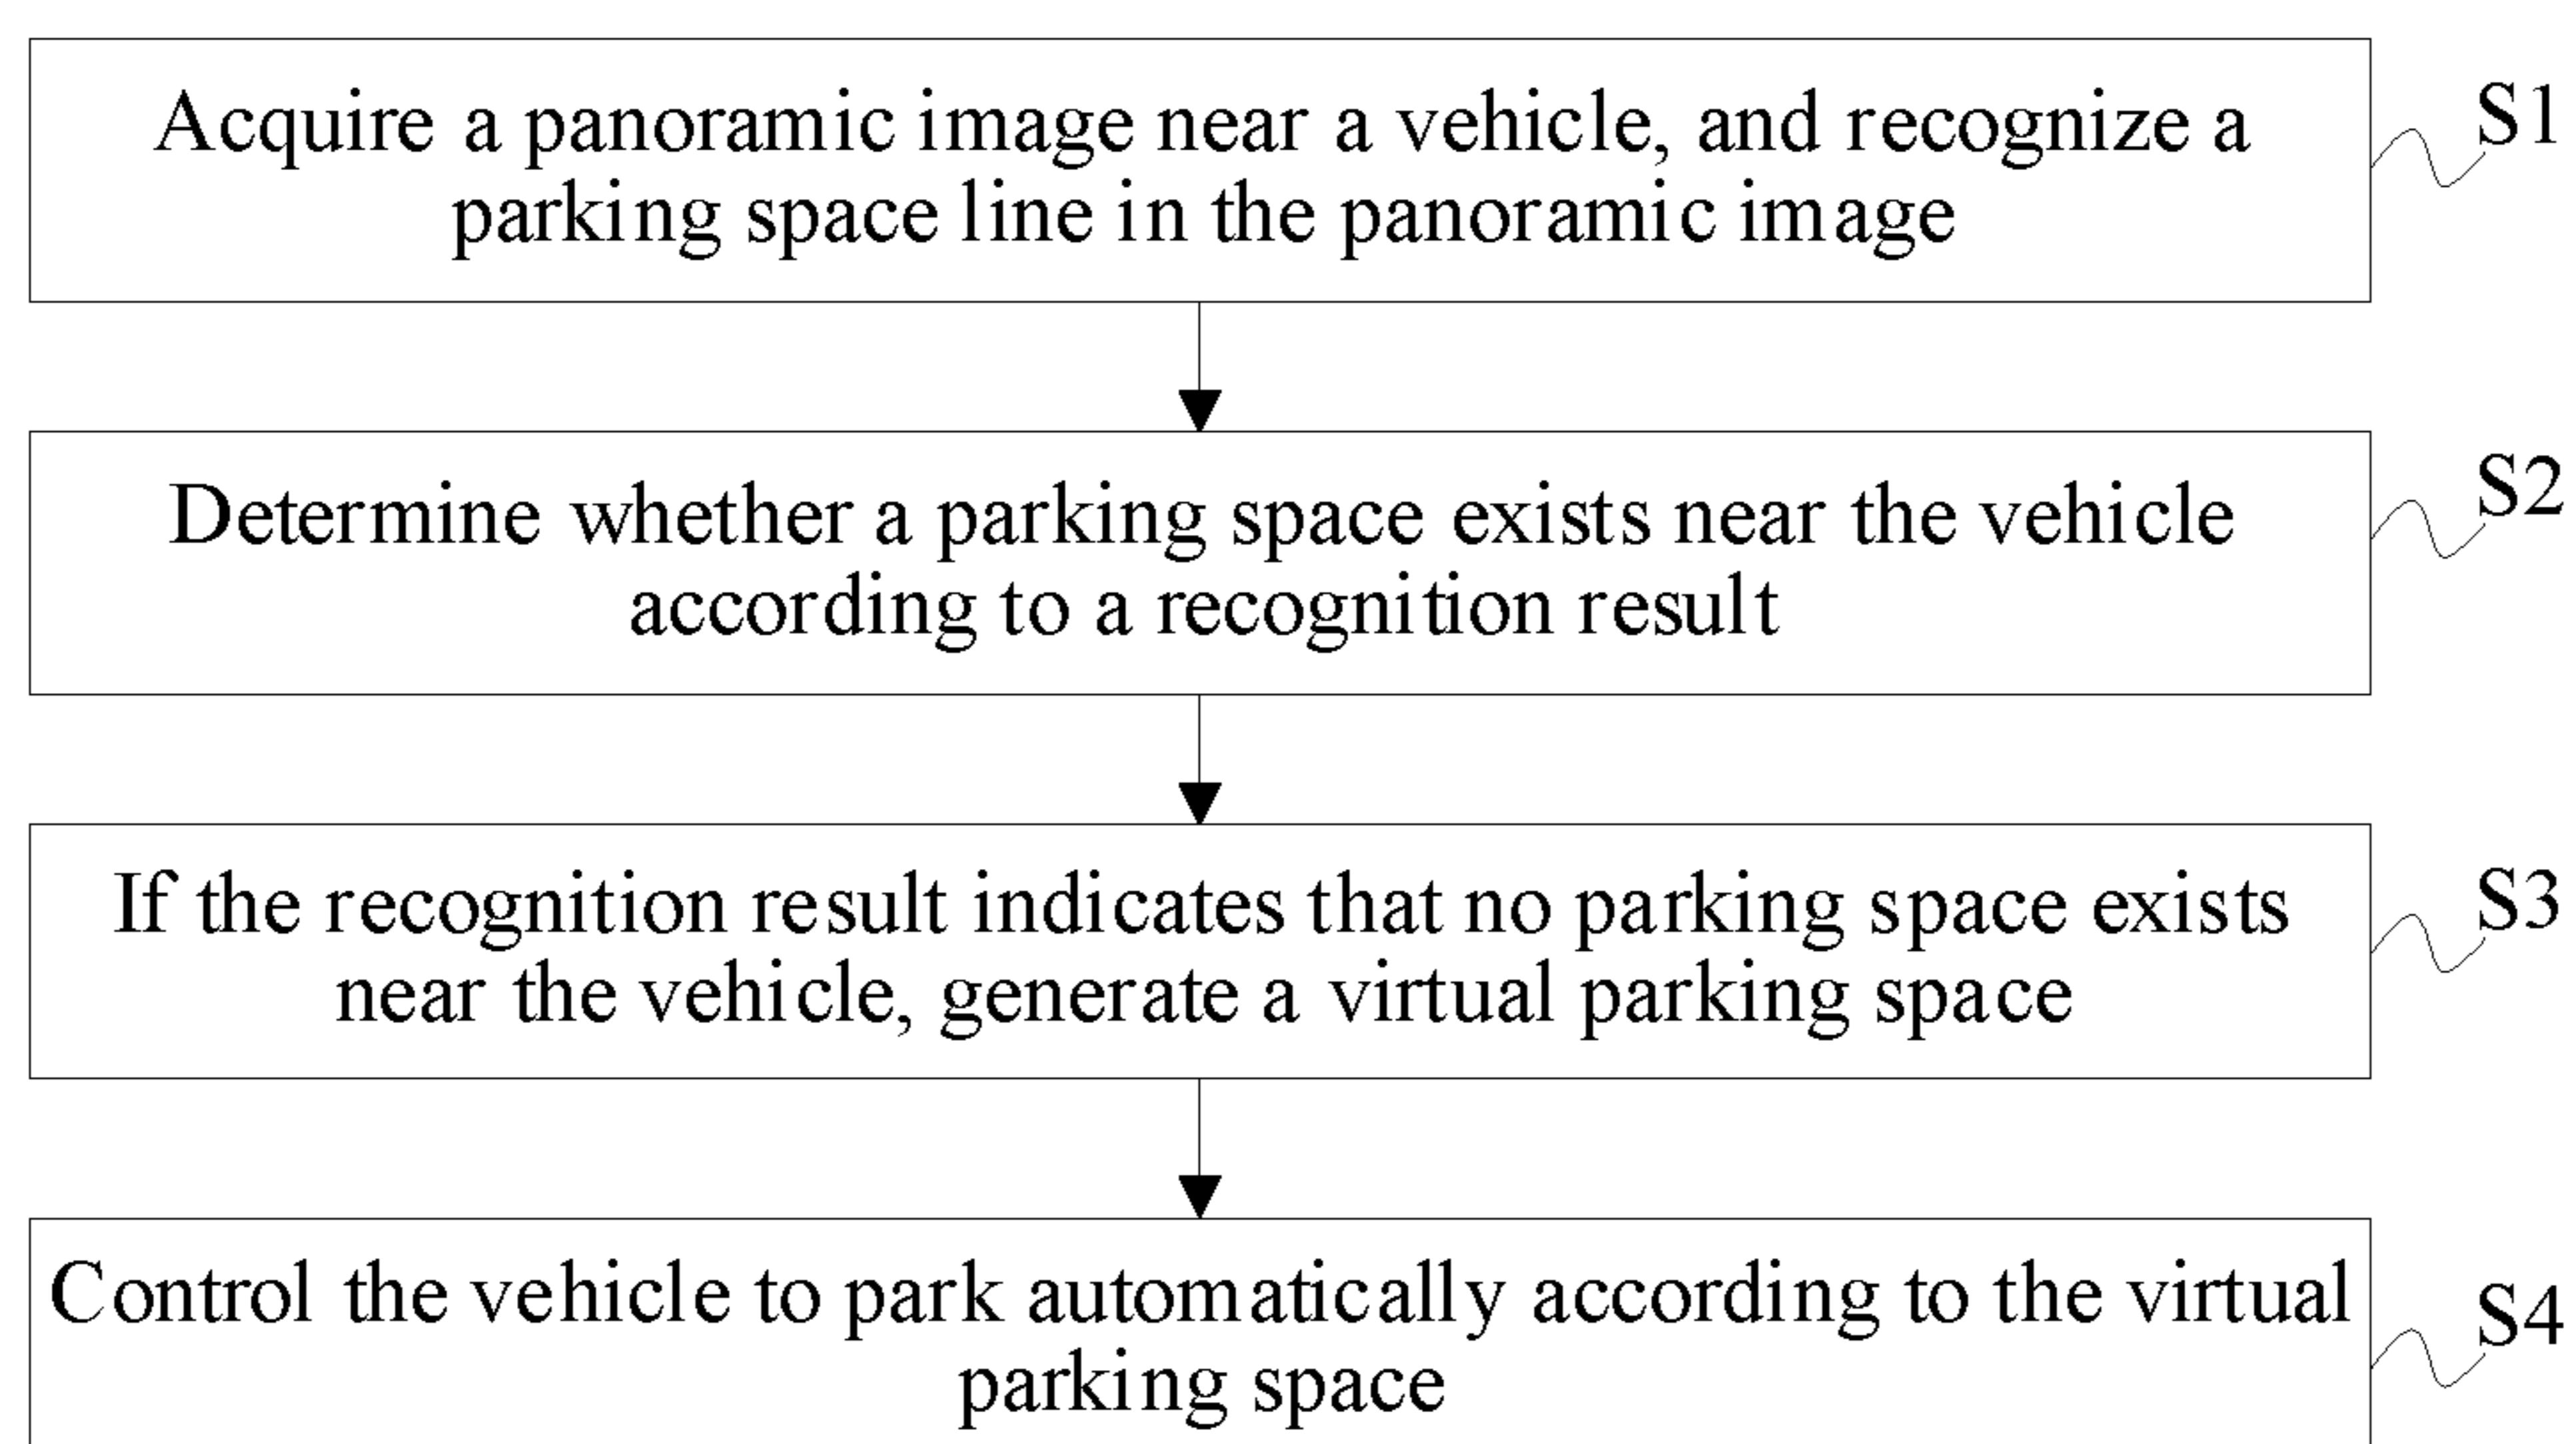 Acquire a panoramic image near a vehicle, and recognize a
parking space line in the panoramic image
S1
Determine whether a parking space exists near the vehicle
according to a recognition result
S2
If the recognition result indicates that no parking space exists
near the vehicle, generate a virtual parking space
S3
Control the vehicle to park automatically according to the virtual
parking space
S4